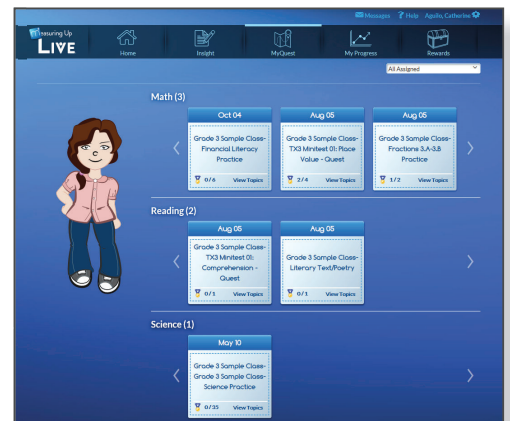 Messages ? Help Agullo, Catherine
Measuring Up
LIVE
Home
Insight
MyQuest
My Progress
Rewards
All Assigned
Math (3)
Oct 04
Grade 3 Sample Class-
Financial Literacy
Practice
0/6 View Topics
Aug 05
Grade 3 Sample Class-
TX3 Minitest 01: Place
Value - Quest
2/4 View Topics
Aug 05
Grade 3 Sample Class-
Fractions 3.A-3.B
Practice
1/2 View Topics
Reading (2)
Aug 05
Grade 3 Sample Class-
TX3 Minitest 01:
Comprehension -
Quest
0/1 View Topics
Aug 05
Grade 3 Sample Class-
Literary Text/Poetry
0/1 View Topics
Science (1)
May 10
Grade 3 Sample Class-
Grade 3 Sample Class-
Science Practice
0/35 View Topics